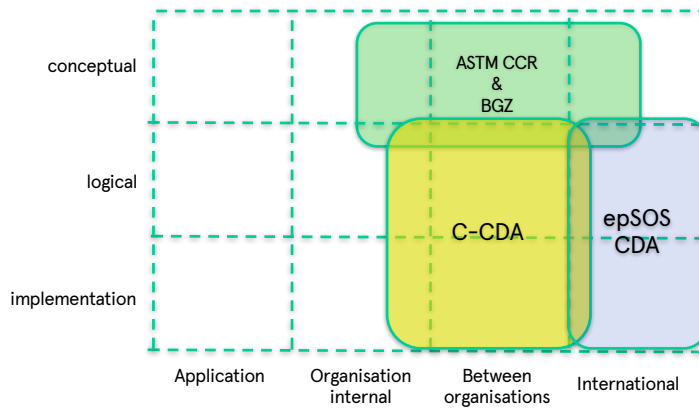 conceptual
ASTM CCR
&
BGZ
logical
C-CDA
epSOS
CDA
implementation
Application
Organisation
internal
Between
organisations
International